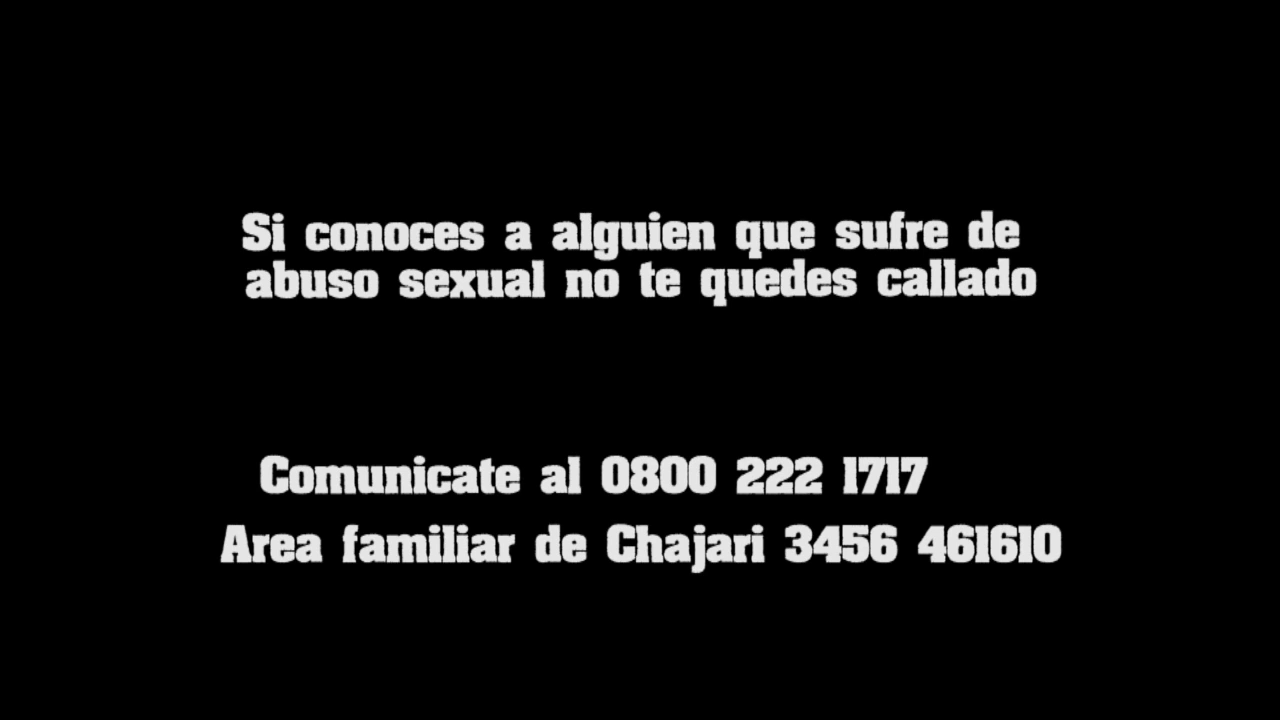 Si conoces a alguien que sufre de
abuso sexual no te quedes callado
Comunicate al 0800 222 1717
Area familiar de Chajari 3456 461610